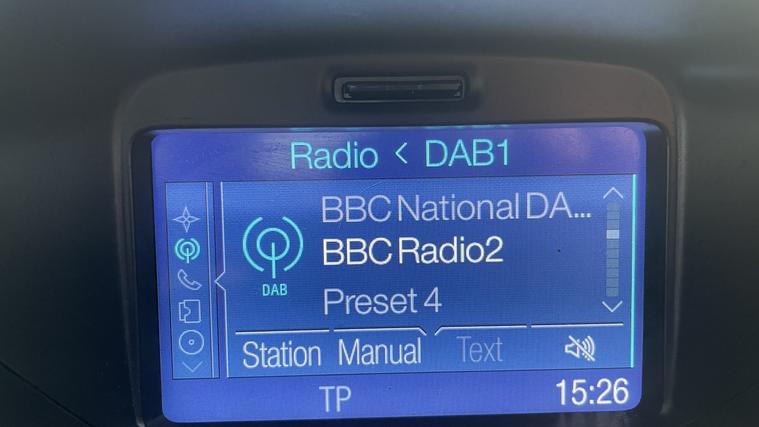 Radio < DAB1
BBC National DA...
BBC Radio2
DAB
Preset 4
Station Manual Text
TP 15:26